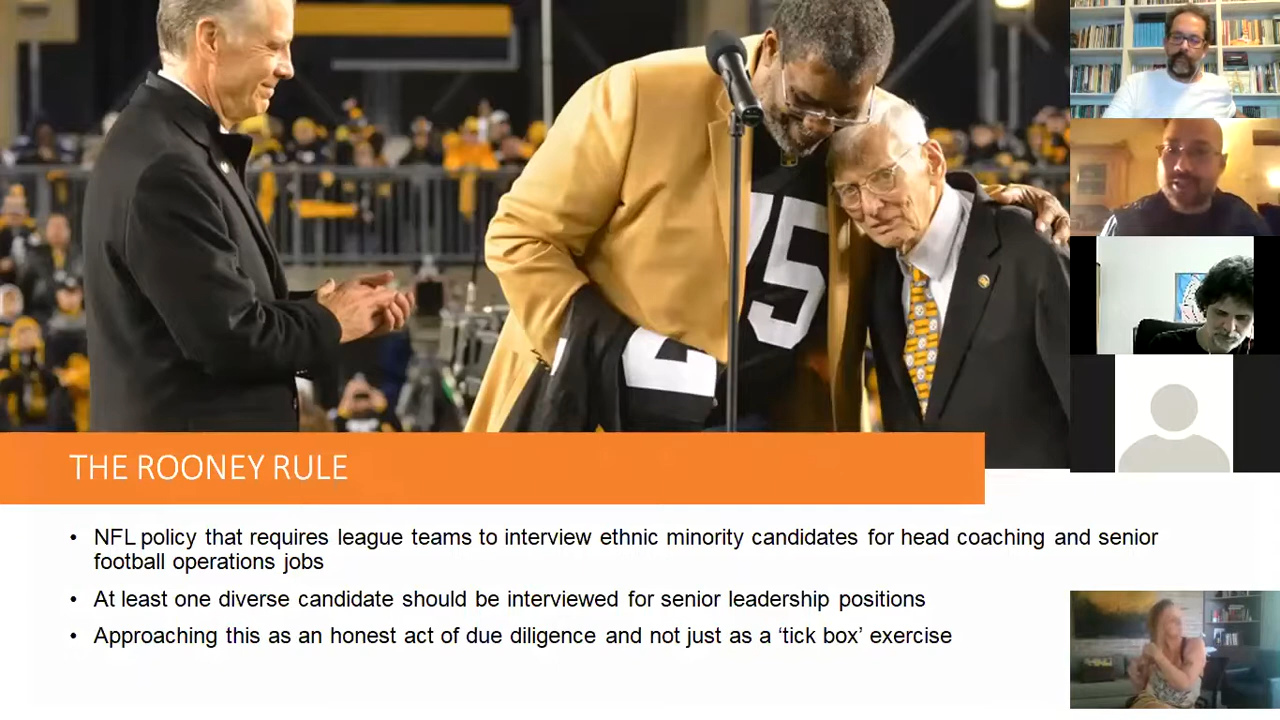 75
THE ROONEY RULE
• NFL policy that requires league teams to interview ethnic minority candidates for head coaching and senior
football operations jobs
• At least one diverse candidate should be interviewed for senior leadership positions
• Approaching this as an honest act of due diligence and not just as a ‘tick box’ exercise